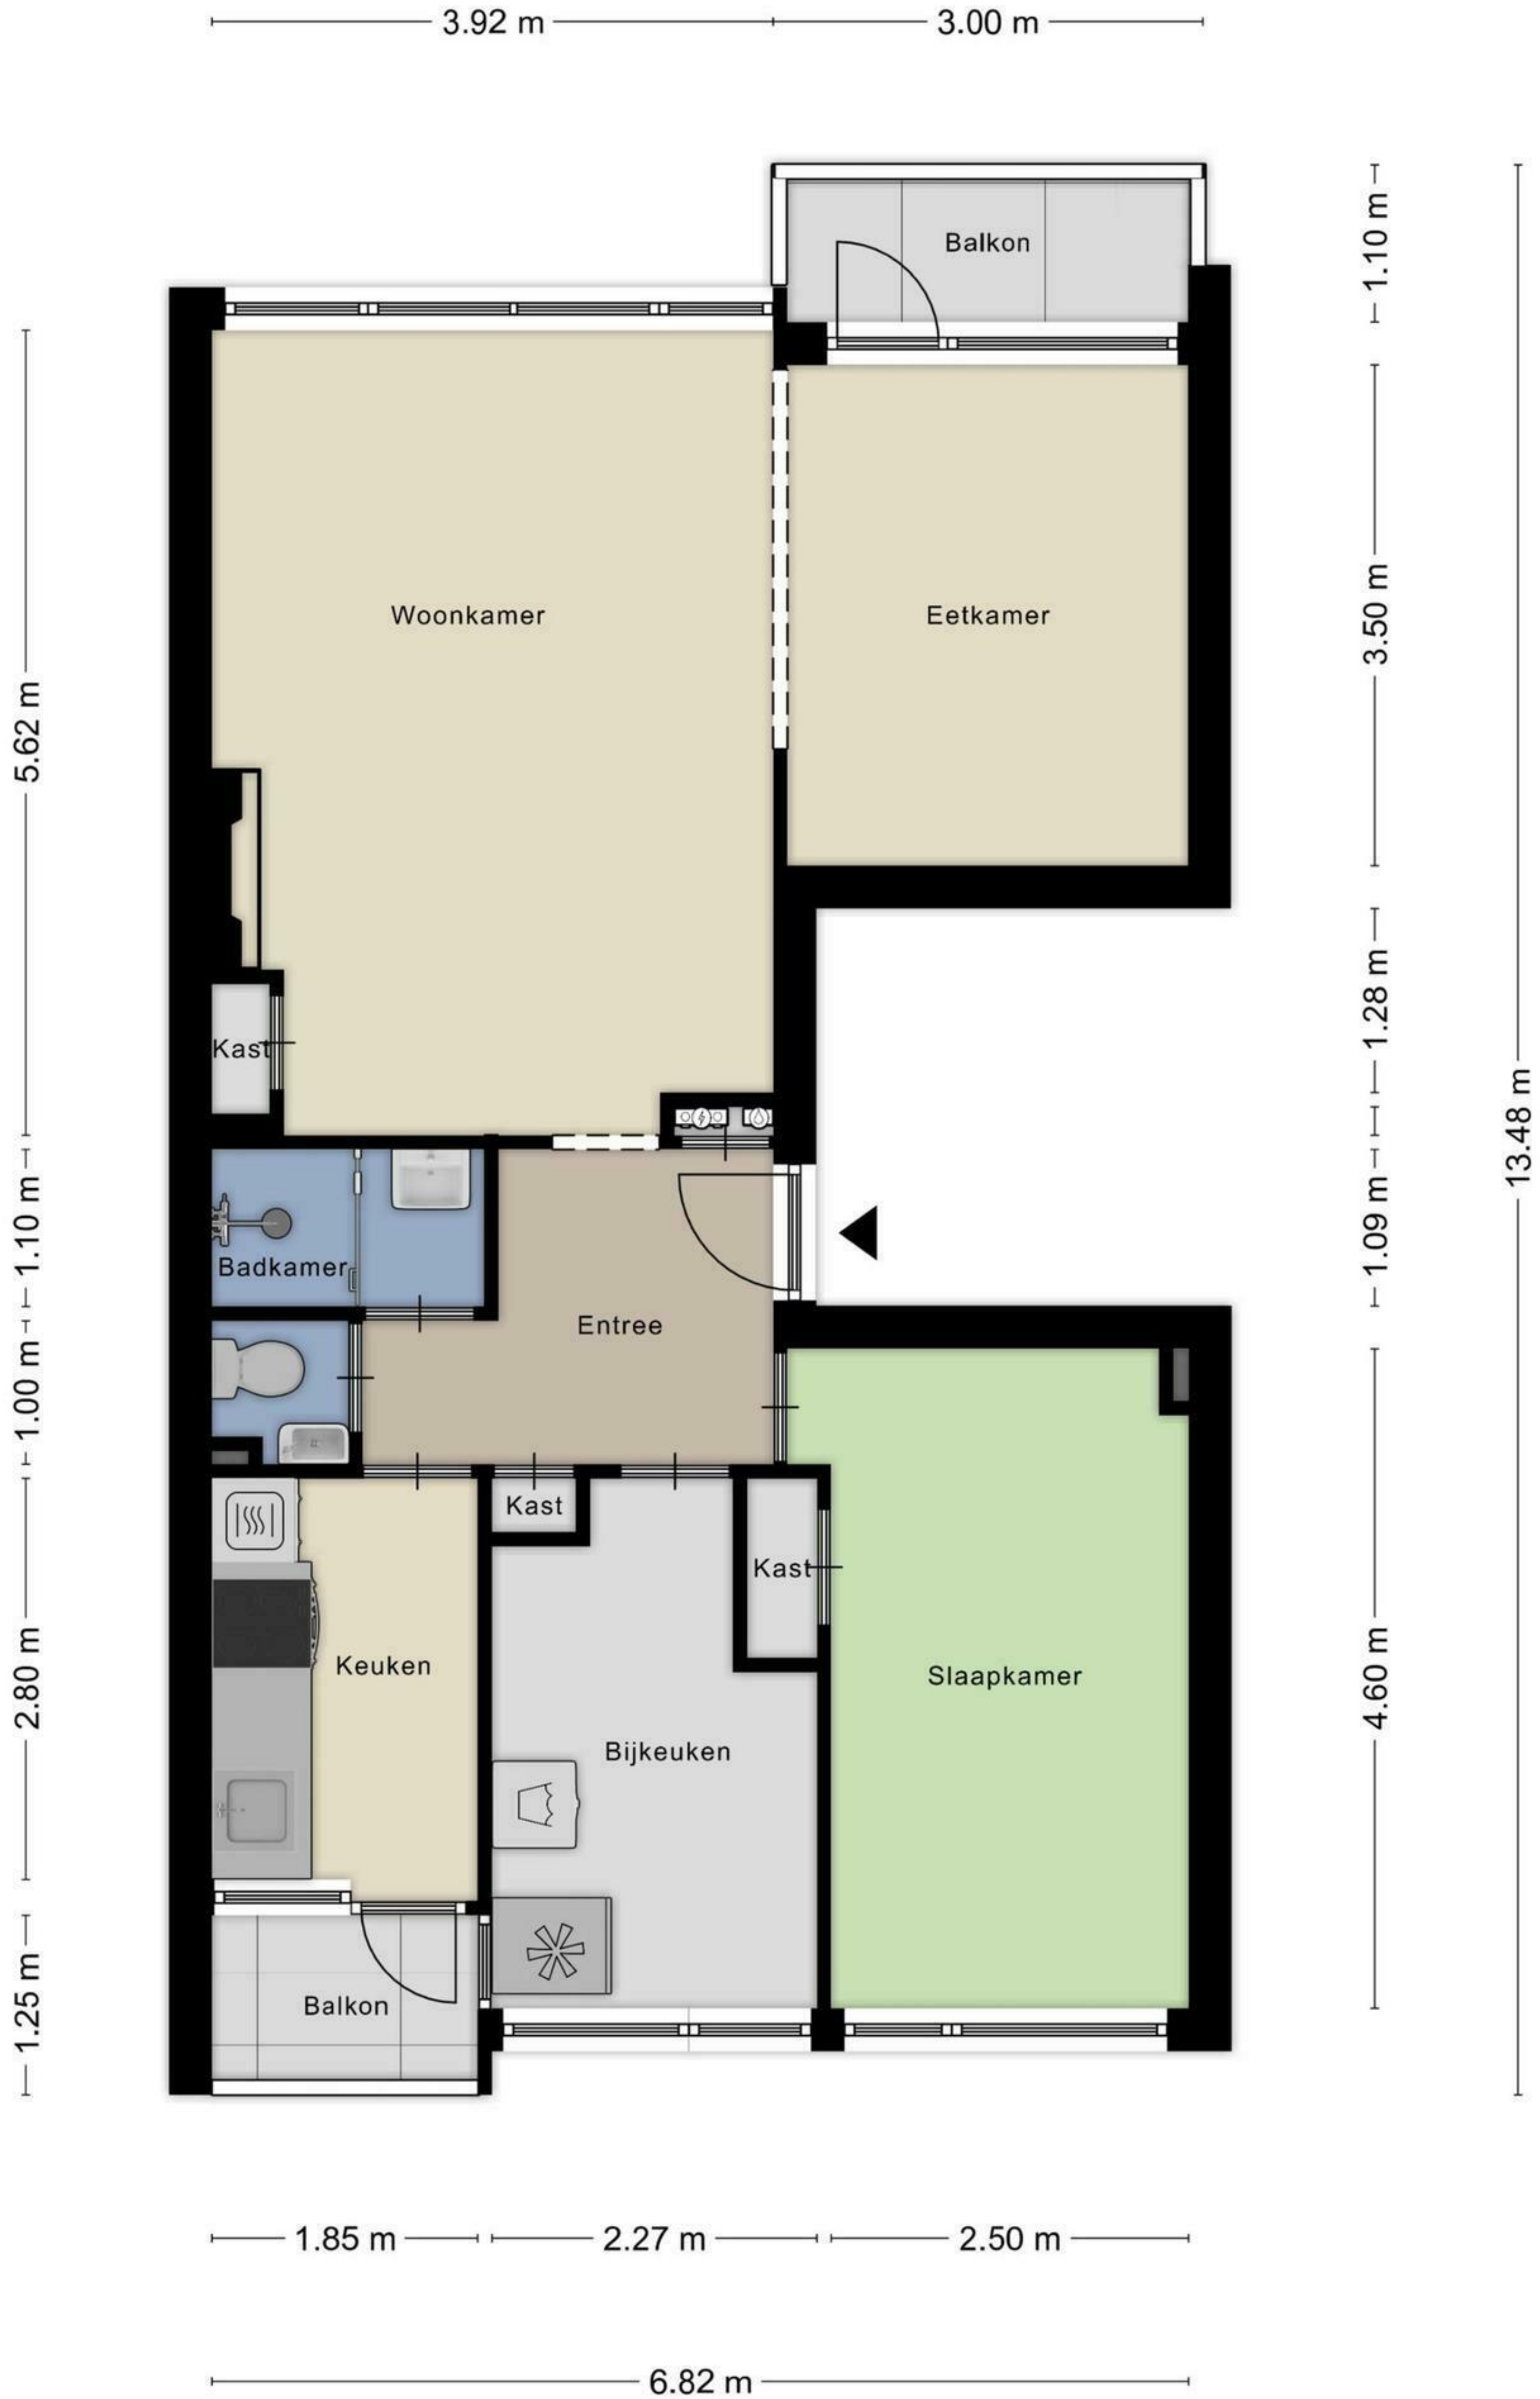 3.92 m
3.00 m
Balkon
1.10 m
Woonkamer
Eetkamer
3.50 m
5.62 m
Kast
1.28 m
13.48 m
Badkamer
1.10 m
Entree
1.09 m
1.00 m
Kast
Kast
Keuken
Slaapkamer
2.80 m
4.60 m
Bijkeuken
Balkon
1.25 m
1.85 m
2.27 m
2.50 m
6.82 m